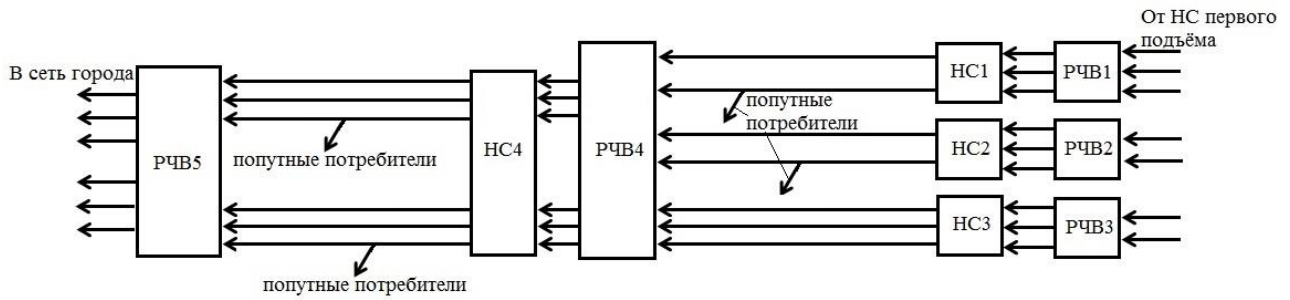 От НС первого
подъёма
В сеть города
РЧВ5
попутные потребители
попутные потребители
НС4
РЧВ4
попутные
потребители
НС1
РЧВ1
НС2
РЧВ2
НС3
РЧВ3